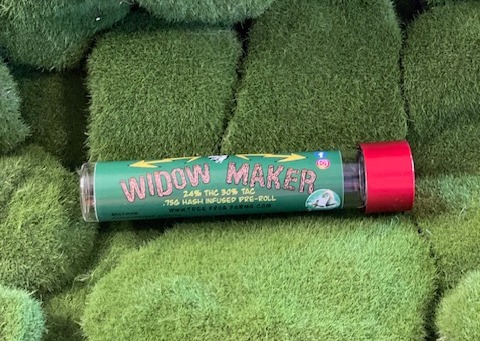 WIDOW MAKER
24% THC 30% TAC
.75G HASH INFUSED PRE-ROLL